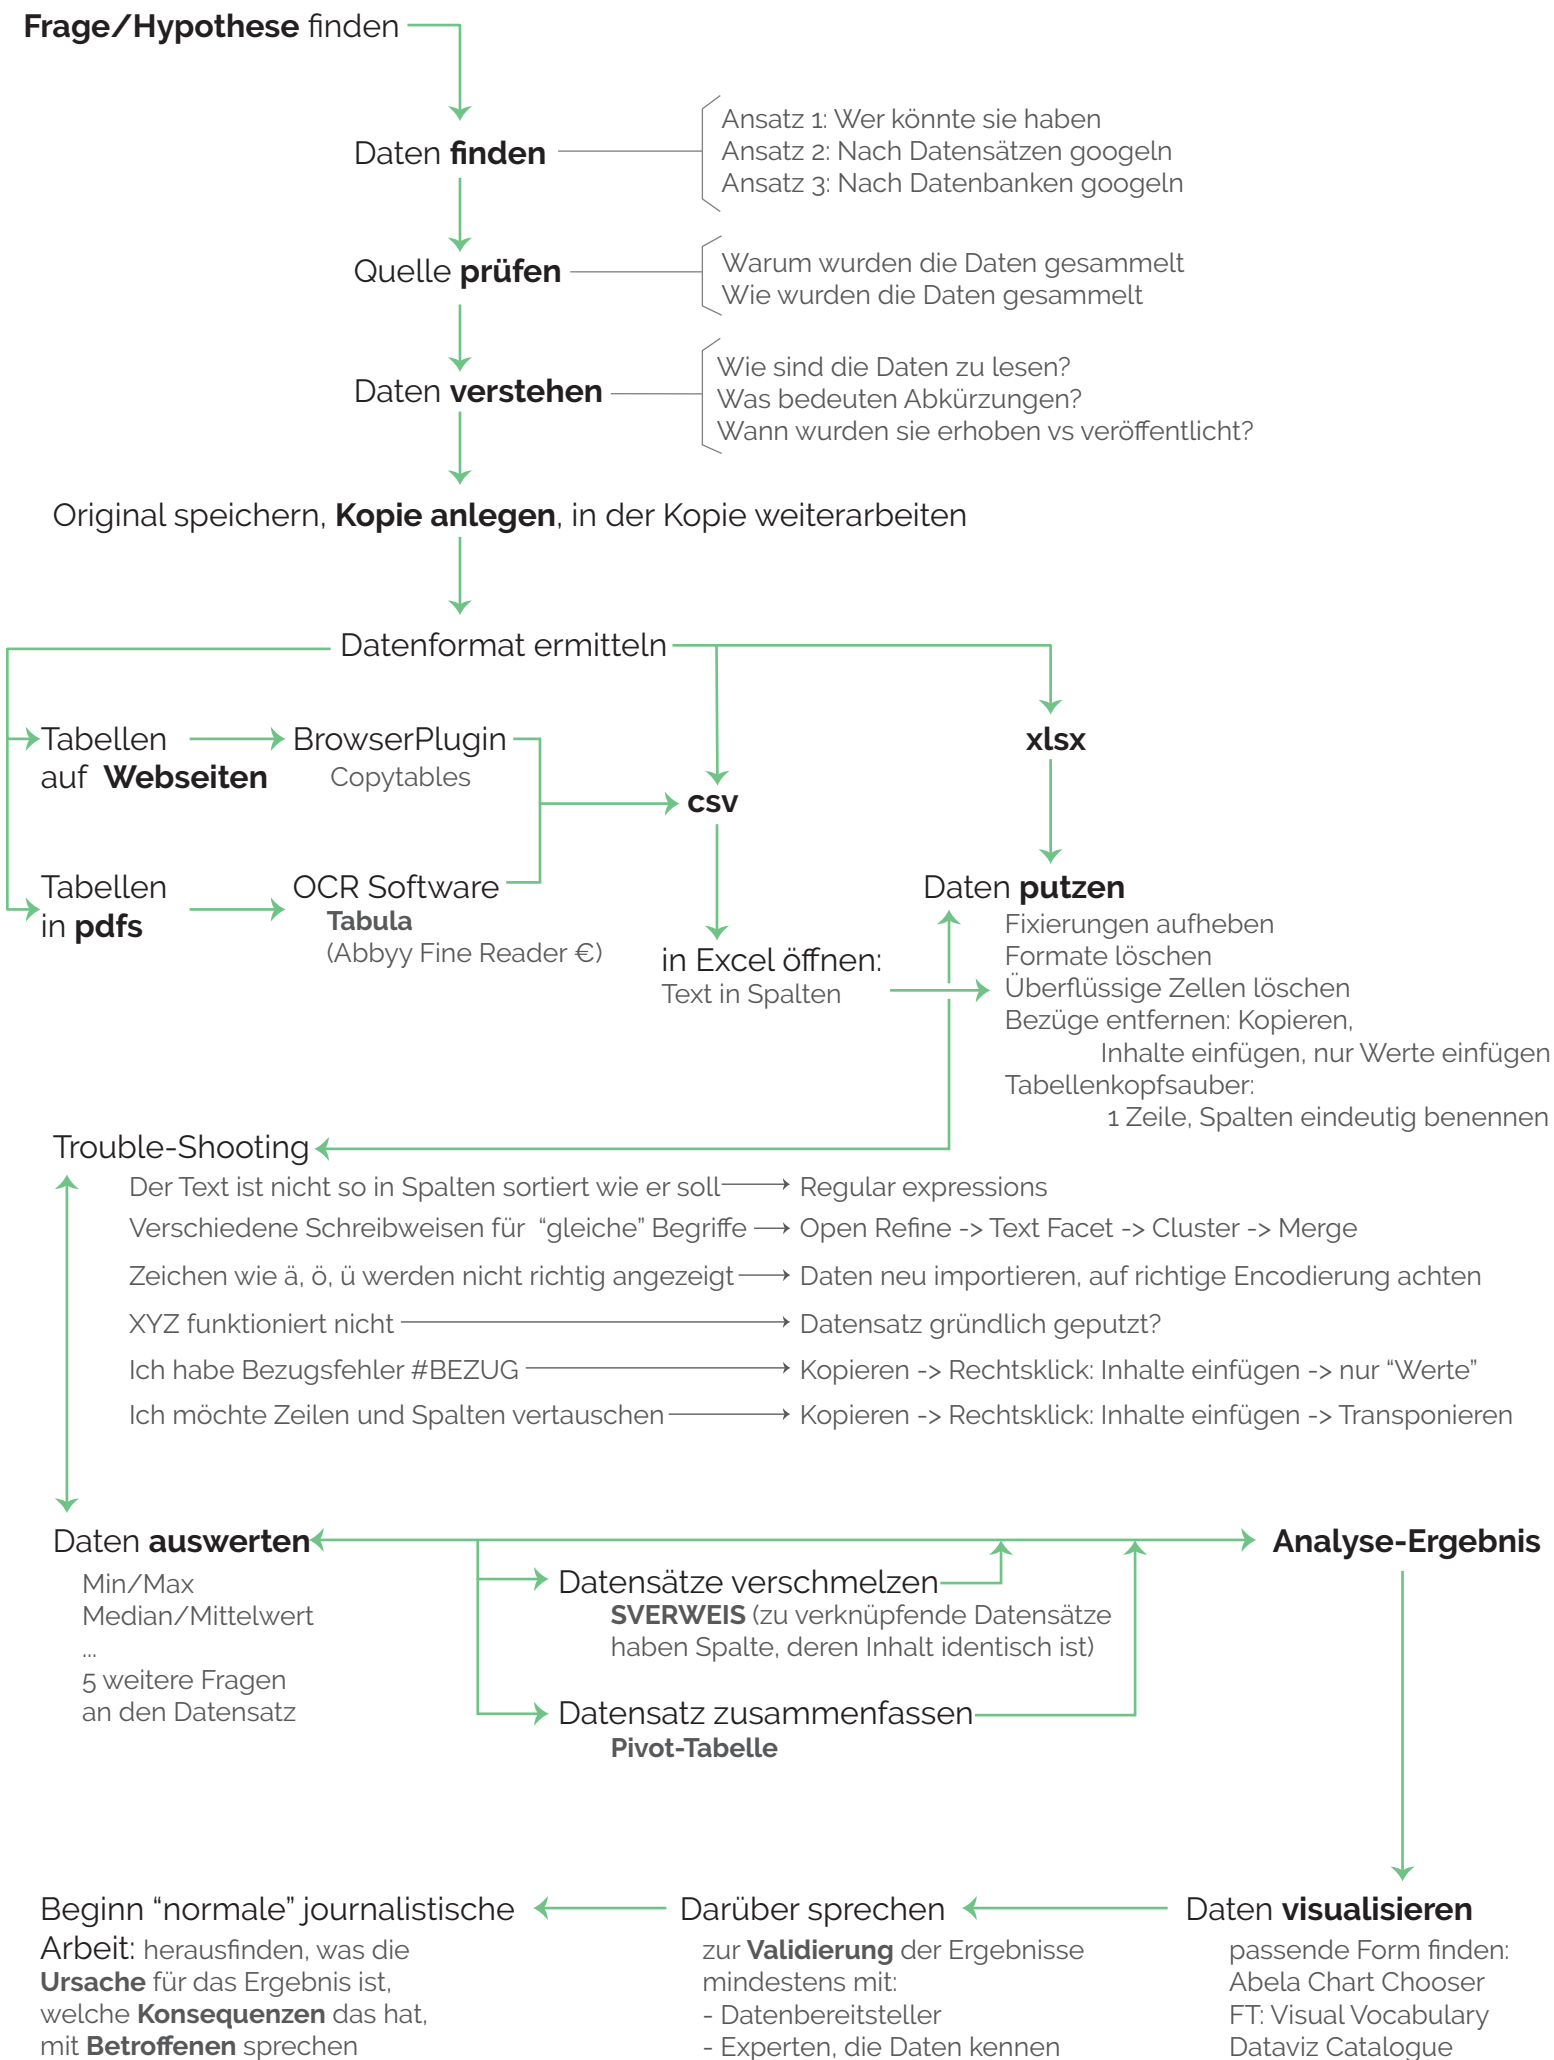 Frage/Hypothese finden
Daten finden
Ansatz 1: Wer könnte sie haben
Ansatz 2: Nach Datensätzen googeln
Ansatz 3: Nach Datenbanken googeln
Quelle prüfen
Warum wurden die Daten gesammelt
Wie wurden die Daten gesammelt
Daten verstehen
Wie sind die Daten zu lesen?
Was bedeuten Abkürzungen?
Wann wurden sie erhoben vs veröffentlicht?
Original speichern, Kopie anlegen, in der Kopie weiterarbeiten
Datenformat ermitteln
Tabellen
auf Webseiten
BrowserPlugin
Copytables
xlsx
csv
Tabellen
in pdfs
OCR Software
Tabula
(Abbyy Fine Reader €)
in Excel öffnen:
Text in Spalten
Daten putzen
Fixierungen aufheben
Formate löschen
Überflüssige Zellen löschen
Bezüge entfernen: Kopieren,
Inhalte einfügen, nur Werte einfügen
Tabellenkopfsauber:
1 Zeile, Spalten eindeutig benennen
Trouble-Shooting
Der Text ist nicht so in Spalten sortiert wie er soll → Regular expressions
Verschiedene Schreibweisen für “gleiche” Begriffe → Open Refine -> Text Facet -> Cluster -> Merge
Zeichen wie ä, ö, ü werden nicht richtig angezeigt → Daten neu importieren, auf richtige Encodierung achten
XYZ funktioniert nicht → Datensatz gründlich geputzt?
Ich habe Bezugsfehler #BEZUG → Kopieren -> Rechtsklick: Inhalte einfügen -> nur “Werte”
Ich möchte Zeilen und Spalten vertauschen → Kopieren -> Rechtsklick: Inhalte einfügen -> Transponieren
Daten auswerten
Min/Max
Median/Mittelwert
...
5 weitere Fragen
an den Datensatz
Datensätze verschmelzen
SVERWEIS (zu verknüpfende Datensätze
haben Spalte, deren Inhalt identisch ist)
Datensatz zusammenfassen
Pivot-Tabelle
Analyse-Ergebnis
Daten visualisieren
passende Form finden:
Abela Chart Chooser
FT: Visual Vocabulary
Dataviz Catalogue
Darüber sprechen
zur Validierung der Ergebnisse
mindestens mit:
- Datenbereitsteller
- Experten, die Daten kennen
Beginn “normale” journalistische
Arbeit: herausfinden, was die
Ursache für das Ergebnis ist,
welche Konsequenzen das hat,
mit Betroffenen sprechen